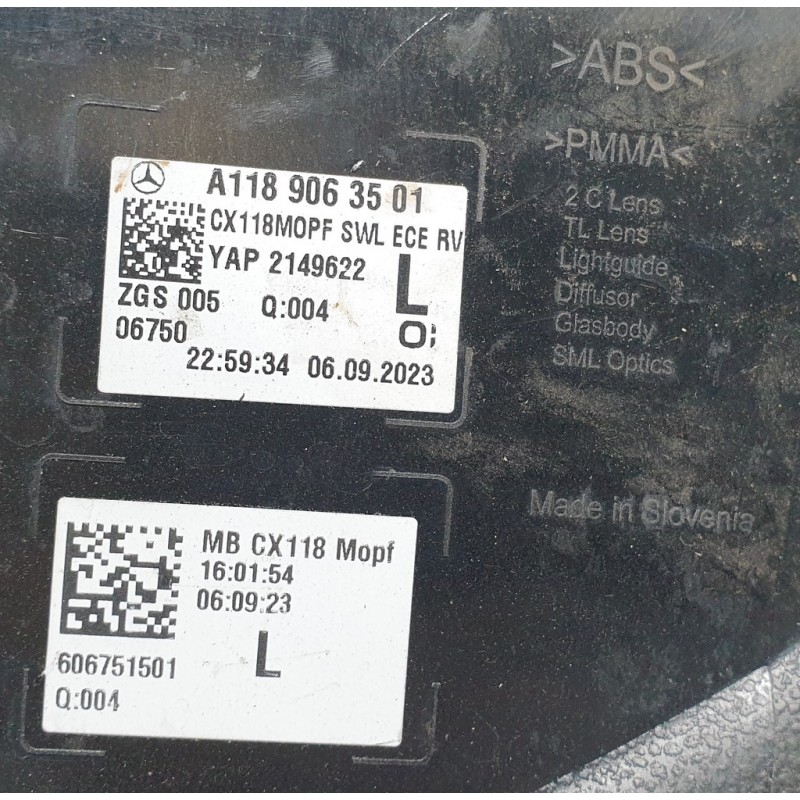 >ABS<
>PMMA<
2 C Lens
TL Lens
Lightguide
Diffusor
Glasbody
SML Optics
Made in Slovenia
A118 906 35 01
CX118MOPF SWL ECE RV
YAP 2149622
L
ZGS 005 Q:004
06750
O;
22:59:34 06.09.2023
MB CX118 Mopf
16:01:54
06:09:23
L
606751501
Q:004